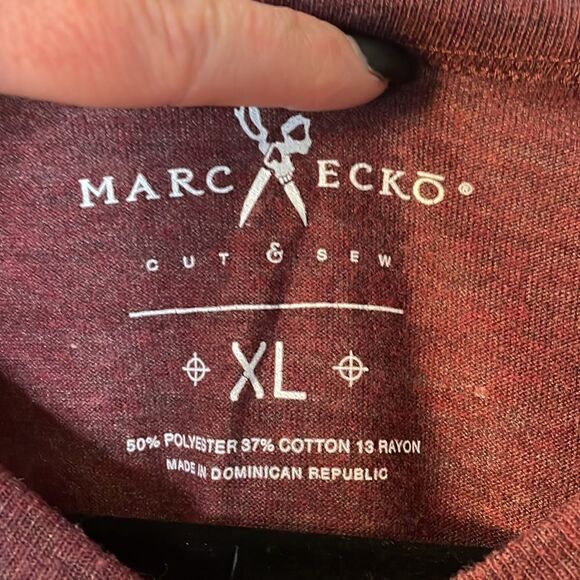 MARC ECKŌ®
CUT & SEW
XL
50% POLYESTER 37% COTTON 13 RAYON
MADE IN DOMINICAN REPUBLIC